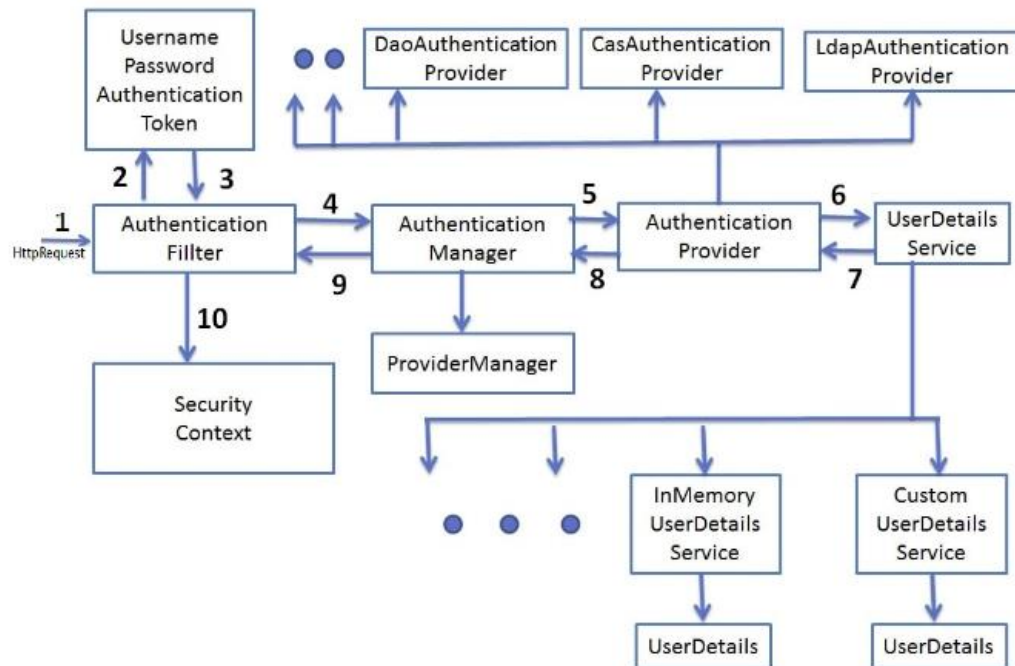 Username
Password
Authentication
Token
DaoAuthentication
Provider
CasAuthentication
Provider
LdapAuthentication
Provider
2
3
1
HttpRequest
Authentication
Fillter
4
9
Authentication
Manager
5
8
Authentication
Provider
6
7
UserDetails
Service
10
Security
Context
ProviderManager
InMemory
UserDetails
Service
Custom
UserDetails
Service
UserDetails
UserDetails